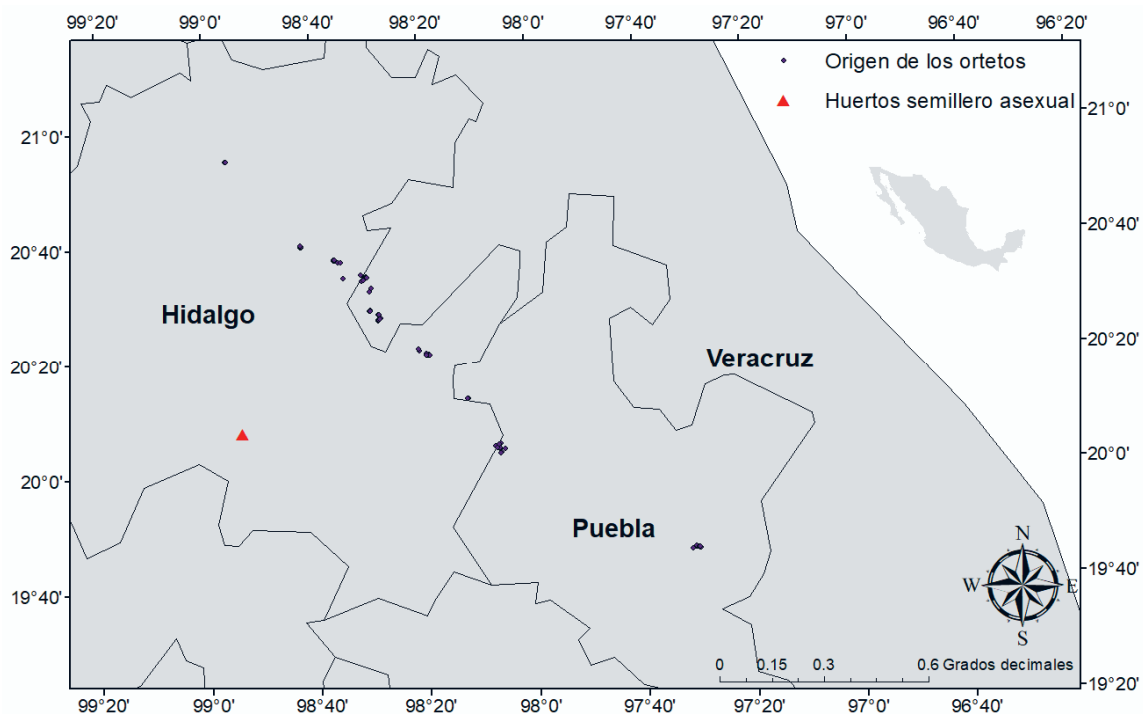 99°20' 99°0' 98°40' 98°20' 98°0' 97°40' 97°20' 97°0' 96°40' 96°20'
Origen de los ortetos
Huertos semillero asexual
21°0'
21°0'
20°40'
20°40'
Hidalgo
20°20'
20°20'
Veracruz
20°0'
20°0'
Puebla
N
W
E
S
19°40'
19°40'
0 0.15 0.3 0.6 Grados decimales
19°20'
99°20' 99°0' 98°40' 98°20' 98°0' 97°40' 97°20' 97°0' 96°40'